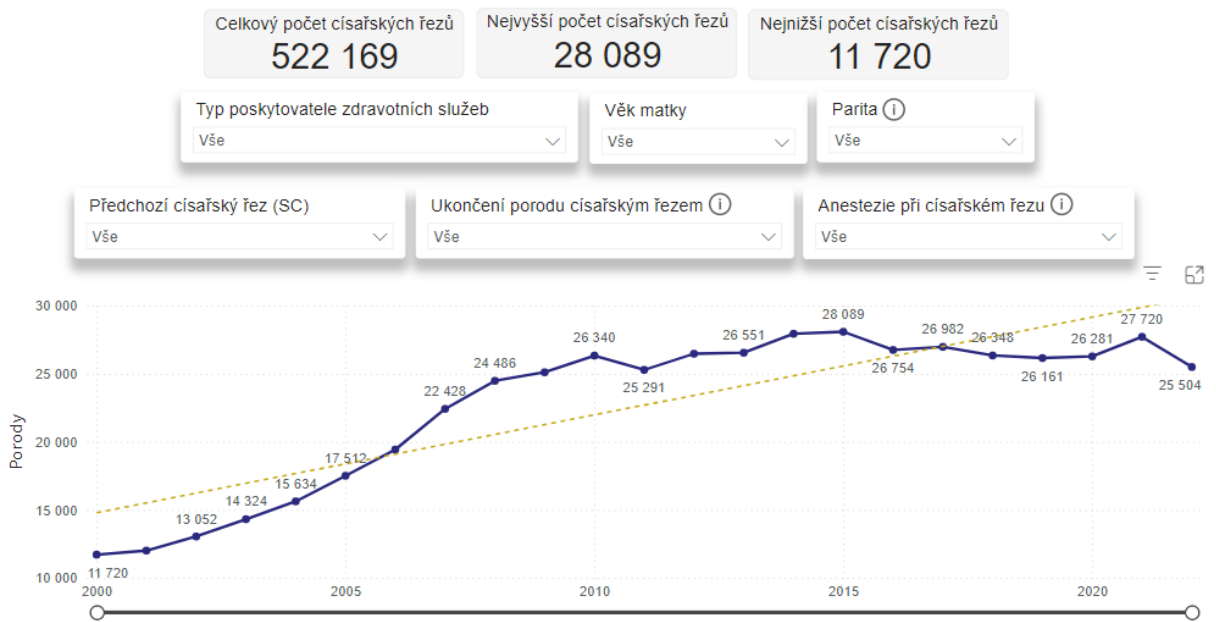 Celkový počet císařských řezů
522 169
Nejvyšší počet císařských řezů
28 089
Nejnižší počet císařských řezů
11 720
Typ poskytovatele zdravotních služeb
Vše
Věk matky
Vše
Parita
Vše
Předchozí císařský řez (SC)
Vše
Ukončení porodu císařským řezem
Vše
Anestezie při císařském řezu
Vše
Porody
30 000
25 000
20 000
15 000
10 000
11 720
13 052
14 324
15 634
17 512
22 428
24 486
26 340
25 291
26 551
28 089
26 754
26 982
26 348
26 161
26 281
27 720
25 504
2000
2005
2010
2015
2020